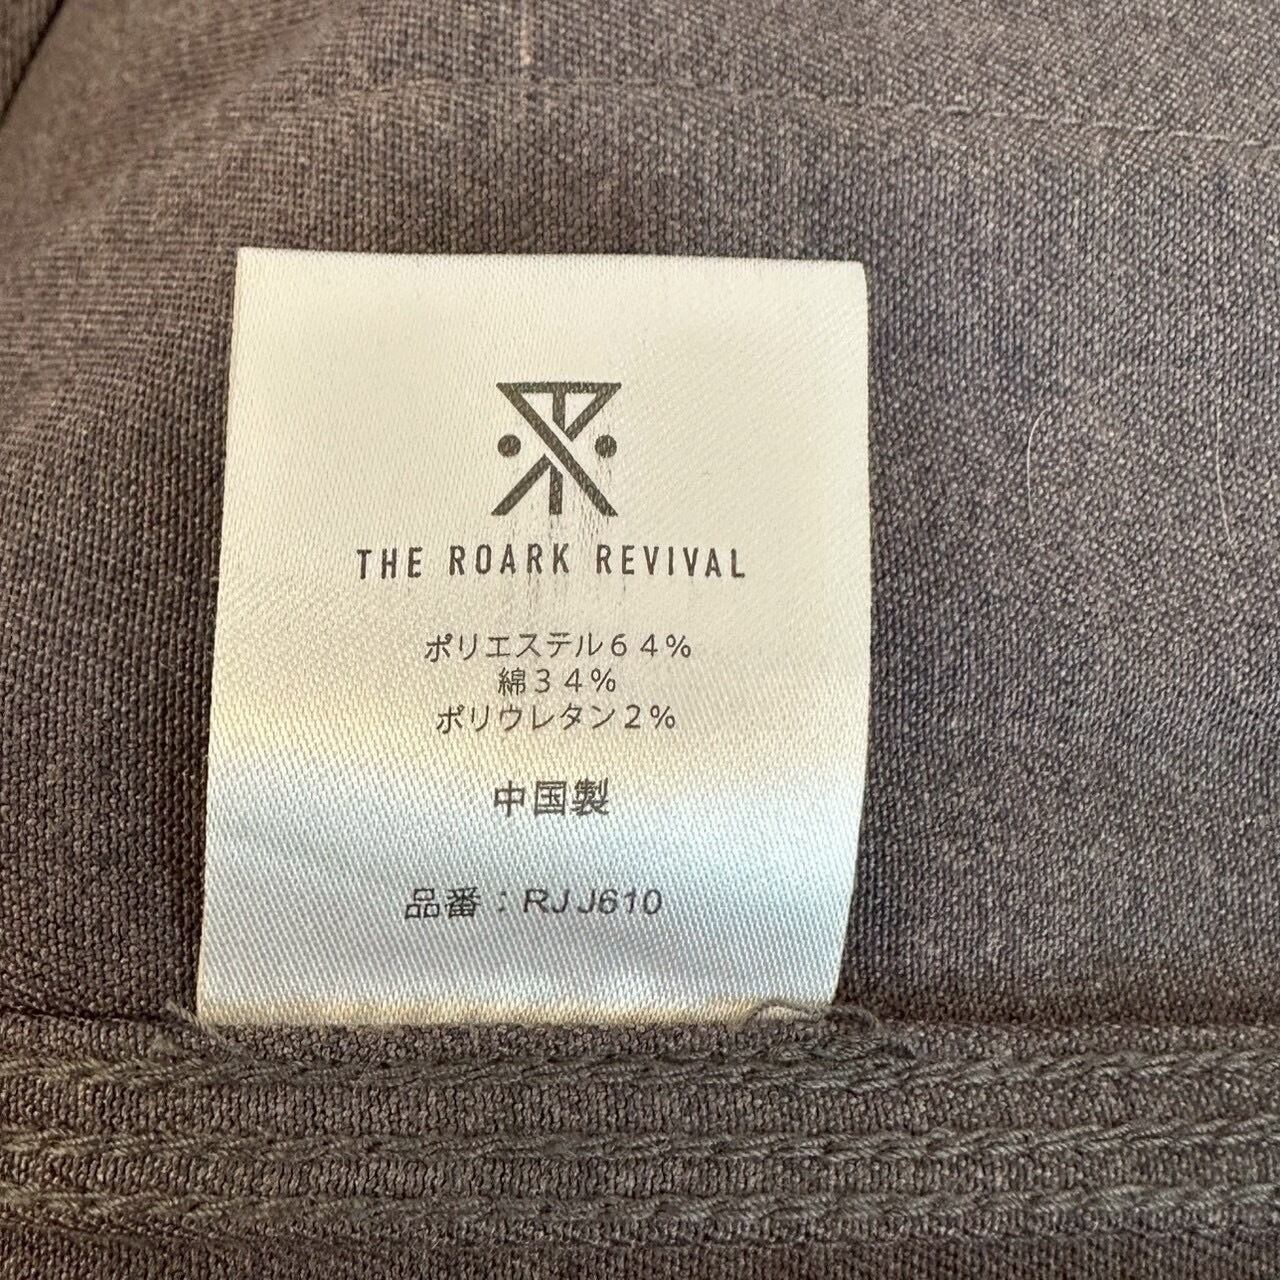 THE ROARK REVIVAL
ポリエステル６４%
綿３４%
ポリウレタン２%
中国製
品番：RJJ610